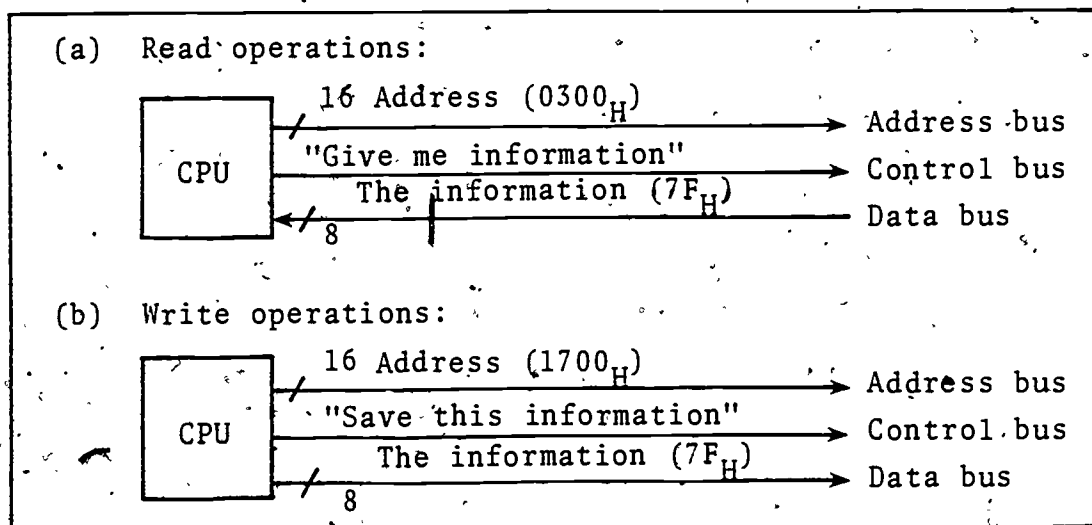 (a) Read operations:
16 Address (0300H)
Address bus
"Give me information"
Control bus
CPU
The information (7FH)
Data bus
8
(b) Write operations:
16 Address (1700H)
Address bus
"Save this information"
Control bus
CPU
The information (7FH)
Data bus
8